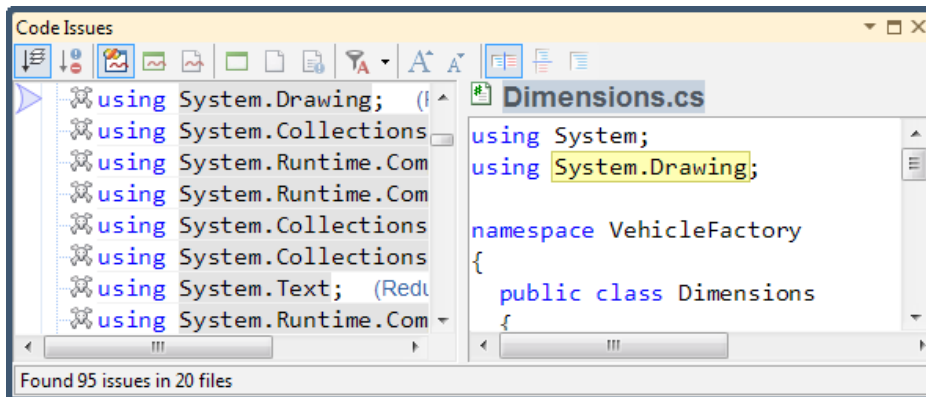 Code Issues
using System.Drawing;
using System.Collections
using System.Runtime.Com
using System.Runtime.Com
using System.Collections
using System.Collections
using System.Text; (Redu
using System.Runtime.Com
Dimensions.cs
using System;
using System.Drawing;
namespace VehicleFactory
{
public class Dimensions
{
Found 95 issues in 20 files